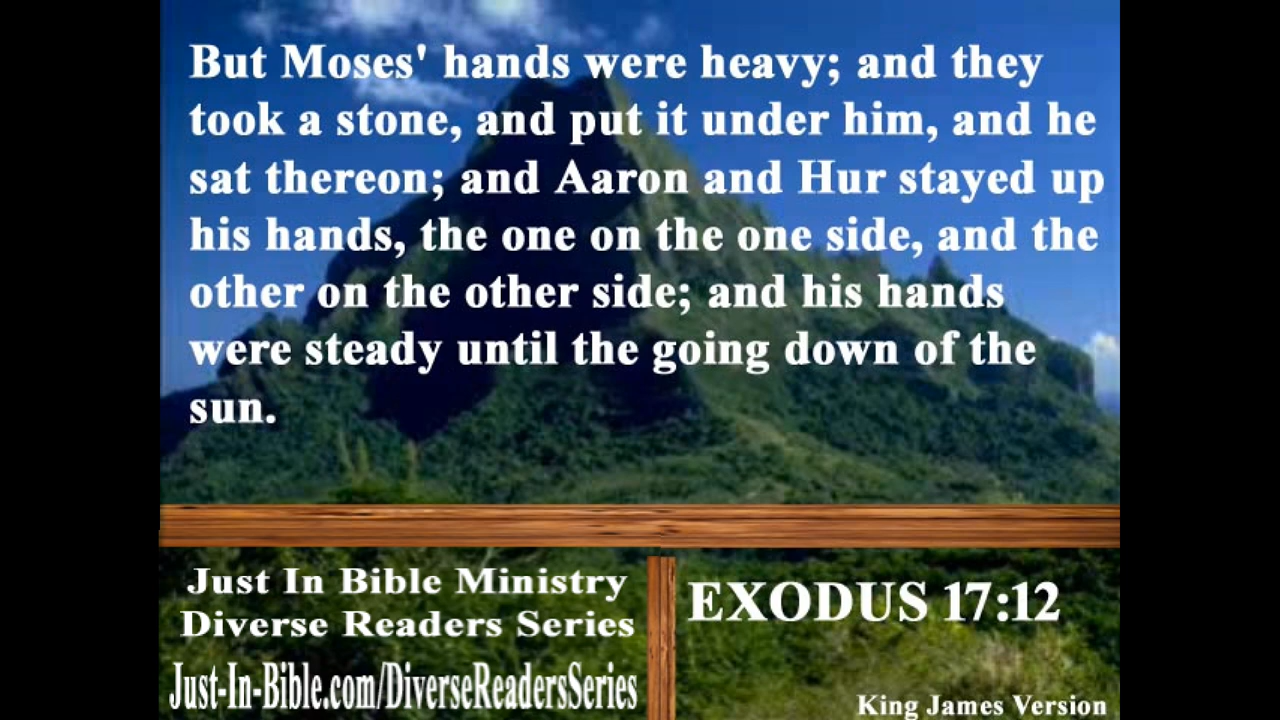 But Moses' hands were heavy; and they
took a stone, and put it under him, and he
sat thereon; and Aaron and Hur stayed up
his hands, the one on the one side, and the
other on the other side; and his hands
were steady until the going down of the
sun.
Just In Bible Ministry
Diverse Readers Series
Just-In-Bible.com/DiverseReadersSeries
EXODUS 17:12
King James Version